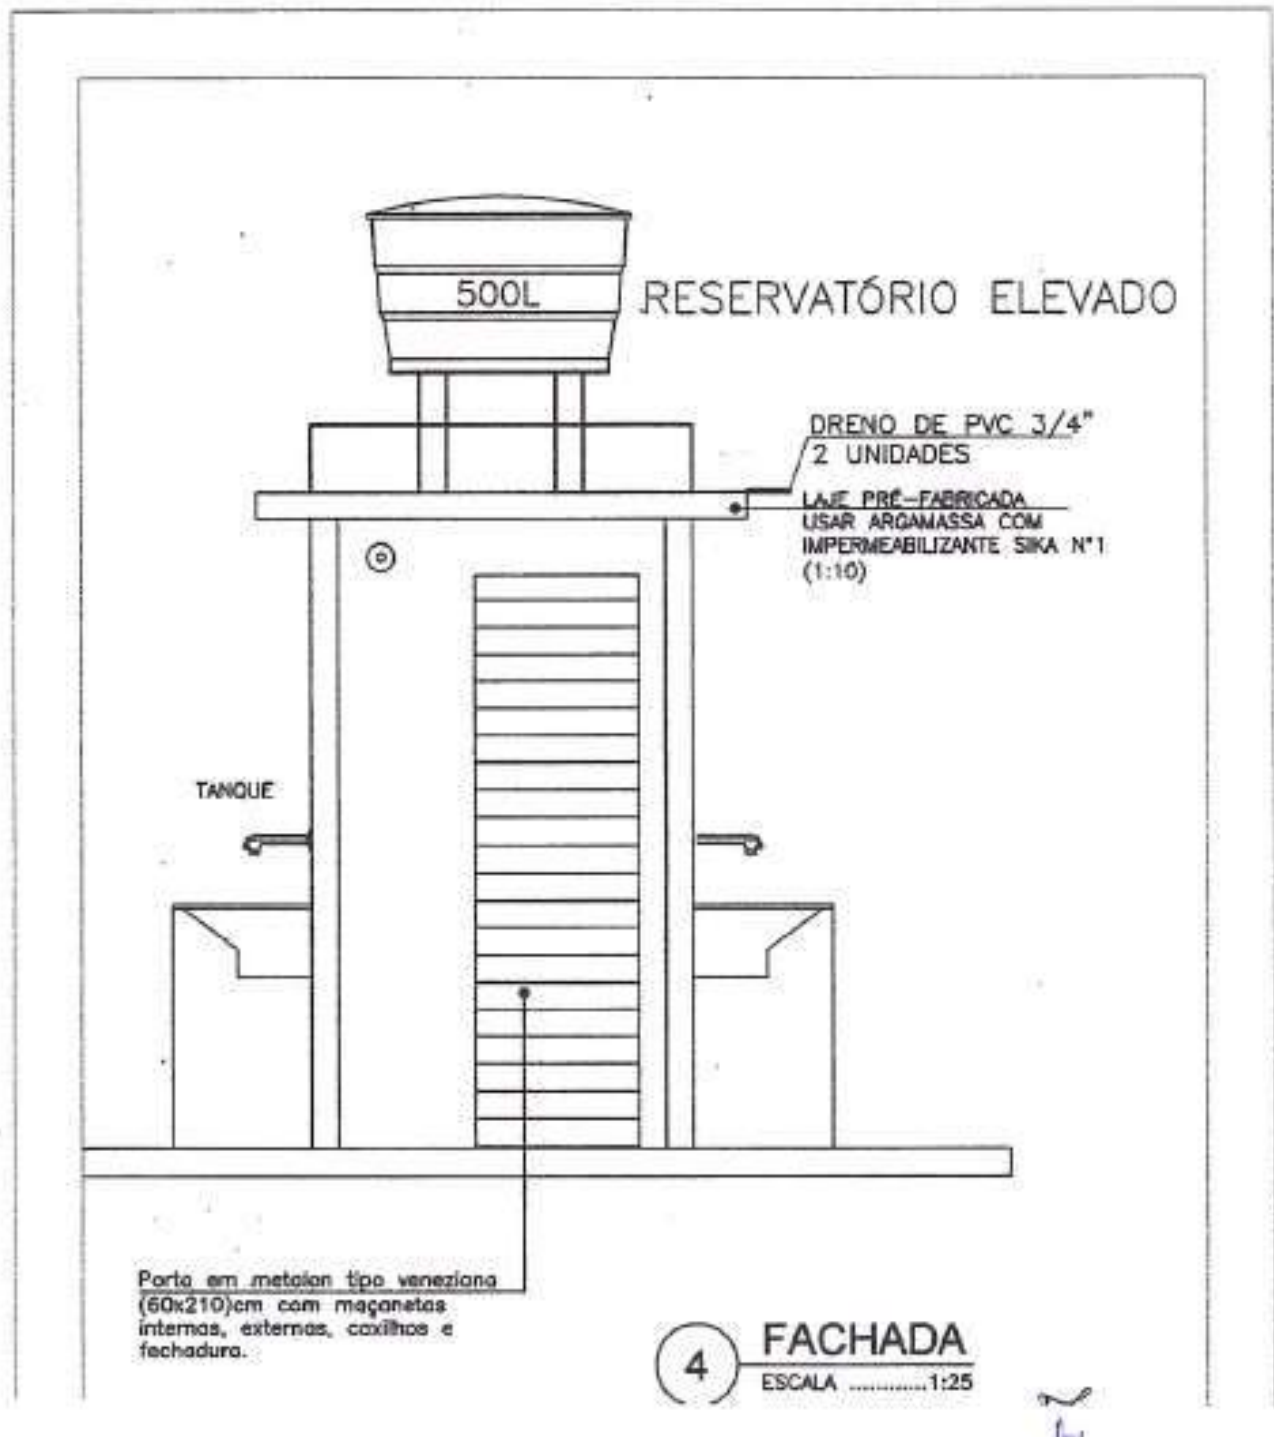 500L
RESERVATÓRIO ELEVADO
DRENO DE PVC 3/4"
2 UNIDADES
LAJE PRÉ-FABRICADA
USAR ARGAMASSA COM
IMPERMEABILIZANTE SIKA N°1
(1:10)
TANQUE
Porta em metalon tipo veneziana
(60x210)cm com maçanetas
internas, externas, caxilhos e
fechadura.
4
FACHADA
ESCALA ............1:25